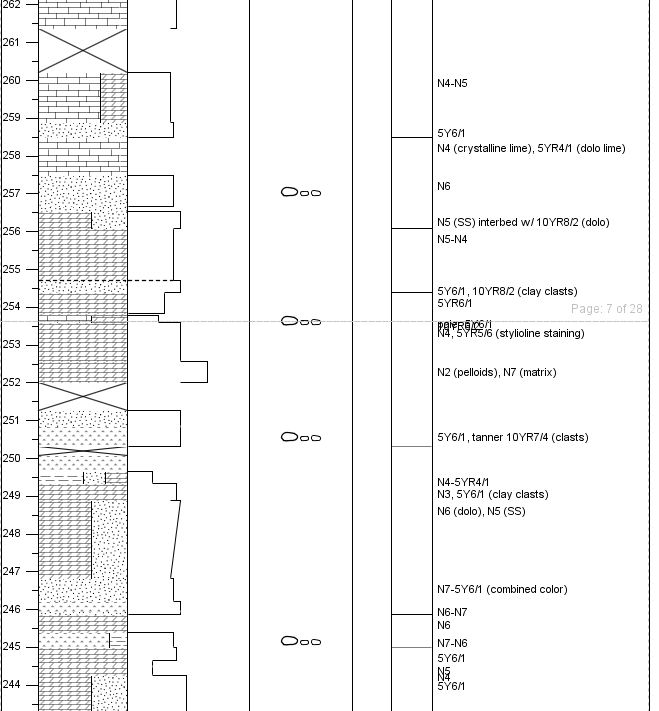 262
261
260
N4-N5
259
5Y6/1
258
N4 (crystalline lime), 5YR4/1 (dolo lime)
257
N6
N5 (SS) interbed w/ 10YR8/2 (dolo)
256
N5-N4
255
5Y6/1, 10YR8/2 (clay clasts)
254
5YR6/1
Page: 7 of 28
N4, 5YR5/6 (stylioline staining)
253
252
N2 (pelloids), N7 (matrix)
251
5Y6/1, tanner 10YR7/4 (clasts)
250
N4-5YR4/1
249
N3, 5Y6/1 (clay clasts)
N6 (dolo), N5 (SS)
248
247
N7-5Y6/1 (combined color)
246
N6-N7
N6
245
N7-N6
5Y6/1
N5
N4
244
5Y6/1